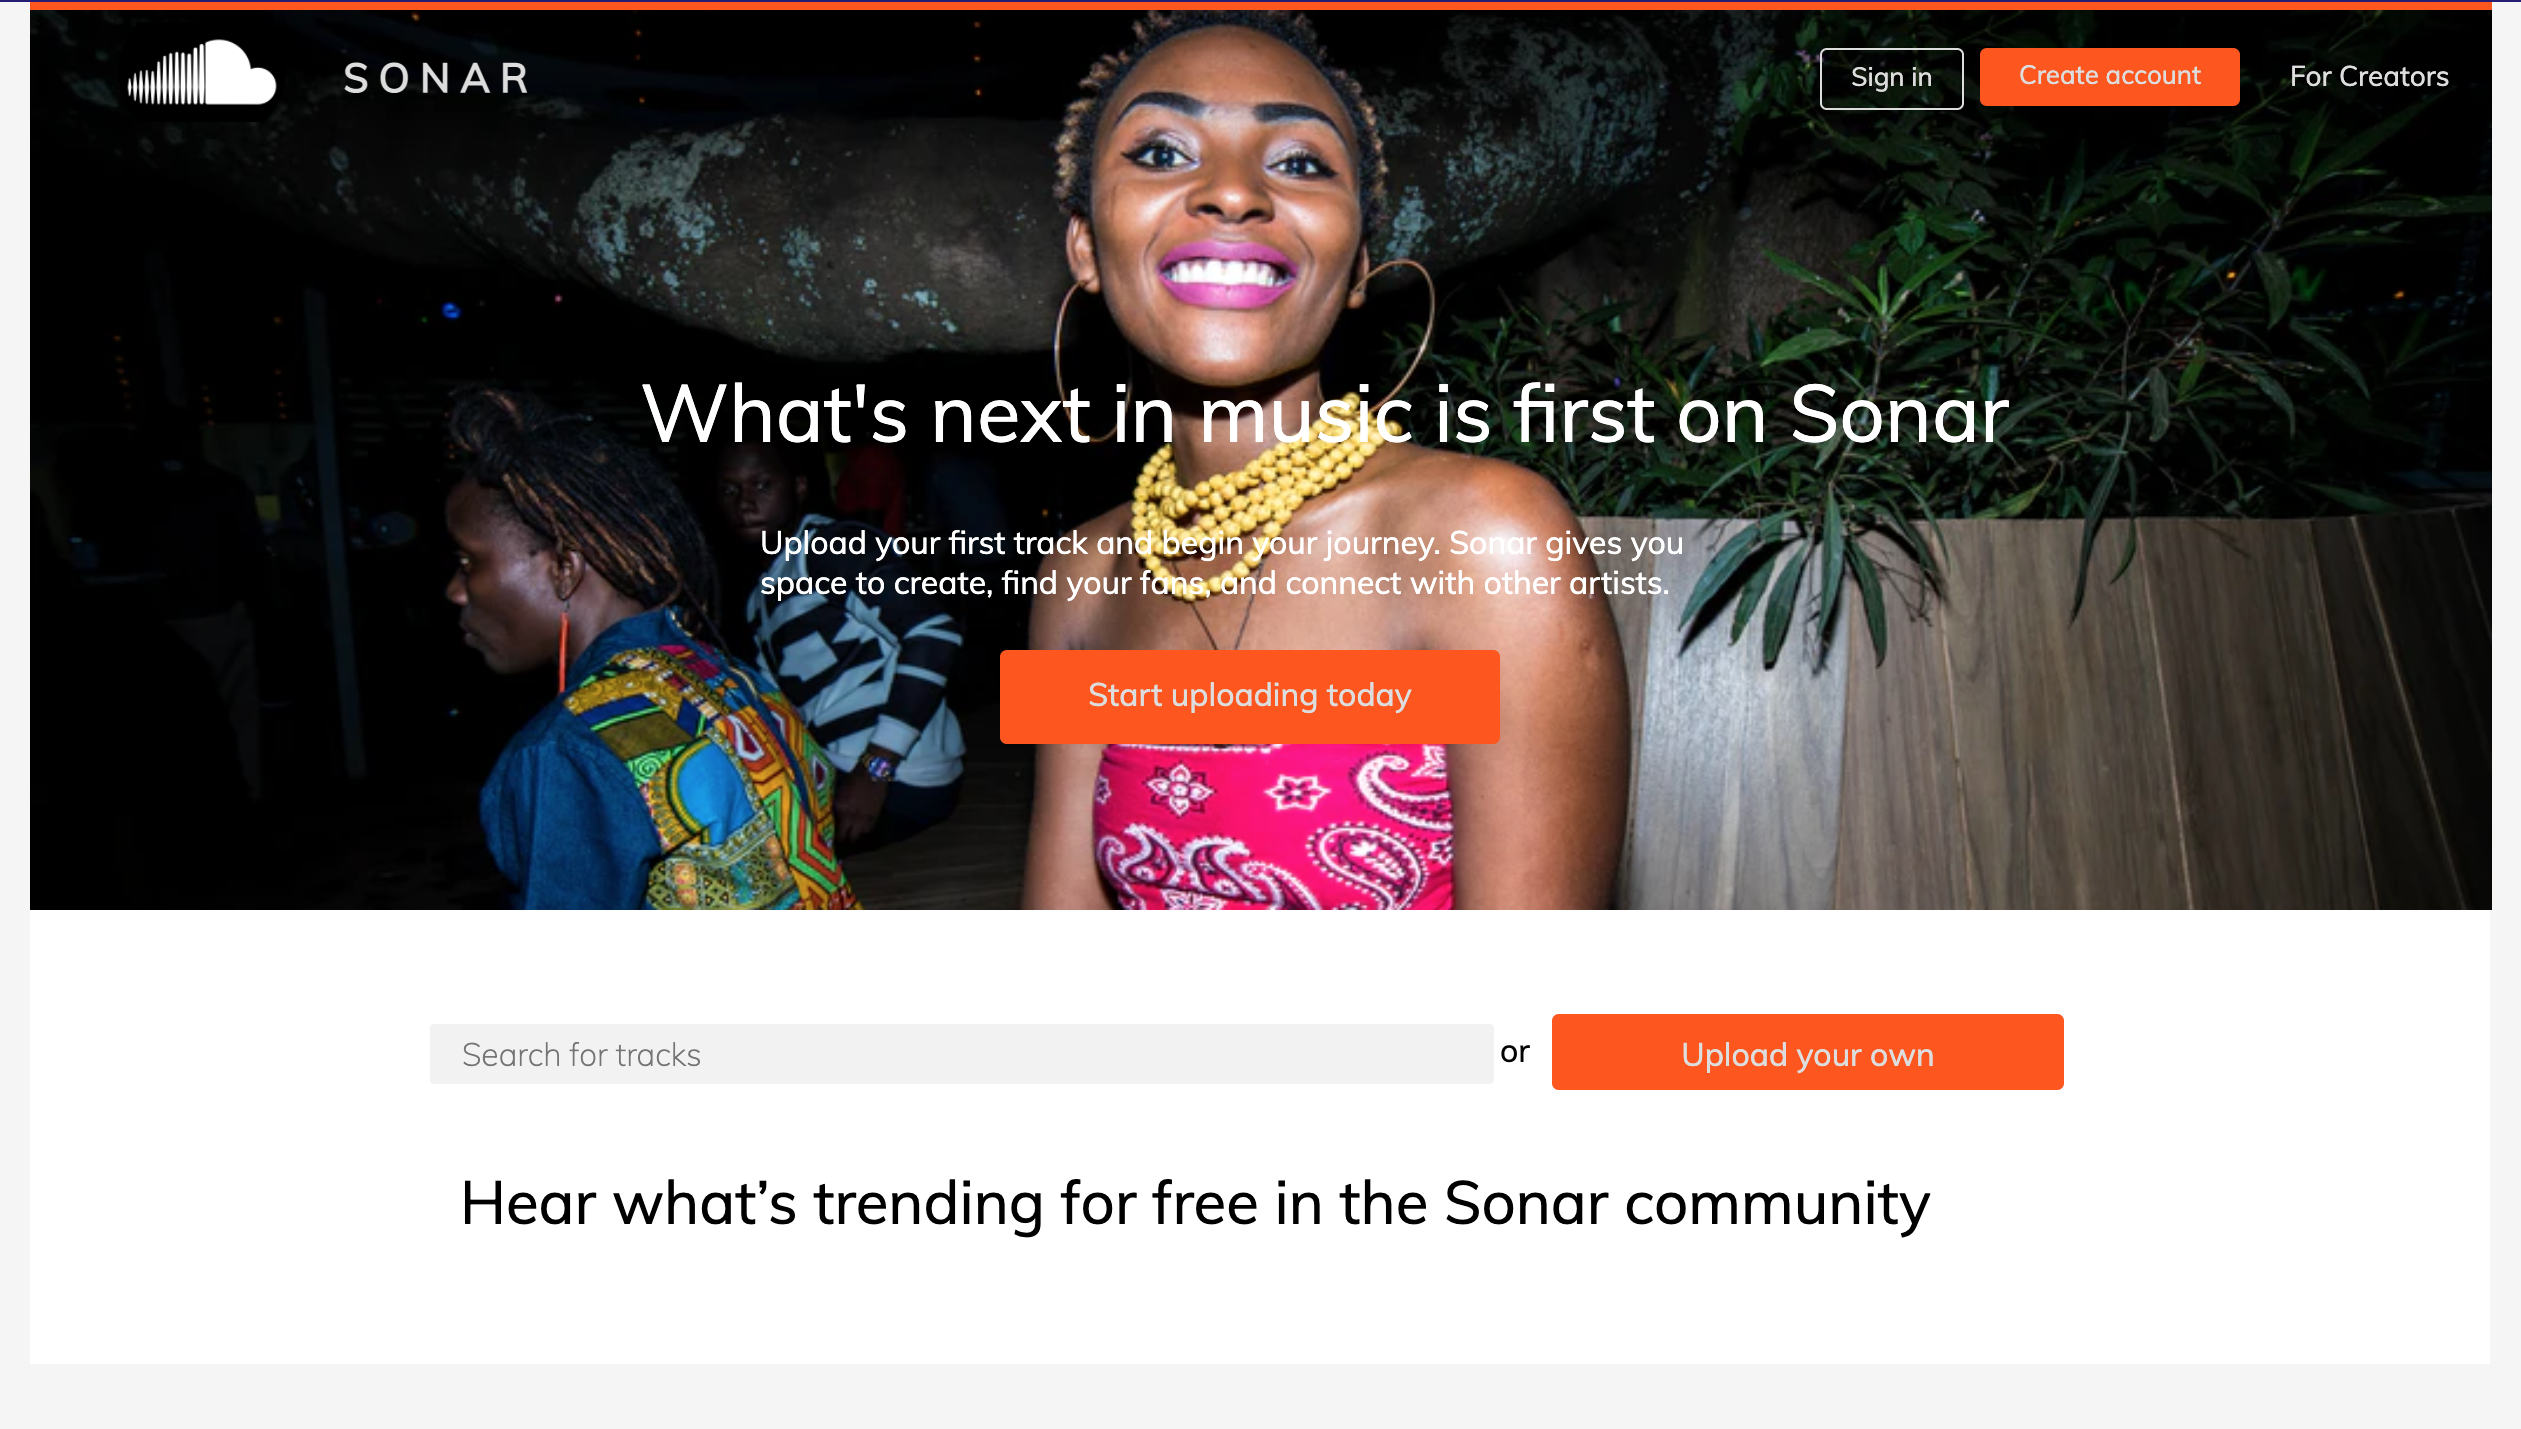 SONAR
Sign in
Create account
For Creators
What's next in music is first on Sonar
Upload your first track and begin your journey. Sonar gives you
space to create, find your fans, and connect with other artists.
Start uploading today
Search for tracks
or
Upload your own
Hear what’s trending for free in the Sonar community